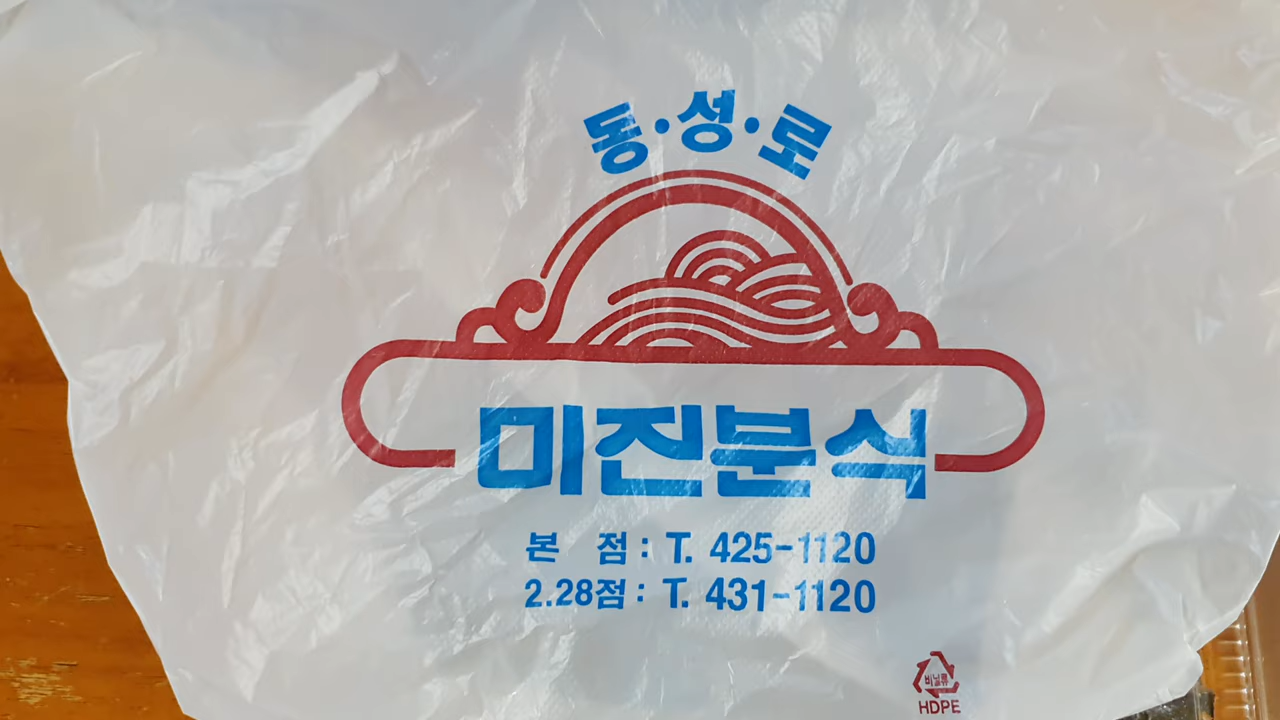 동·성·로
미진분식
본 점 : T. 425-1120
2.28점 : T. 431-1120
비닐류
HDPE